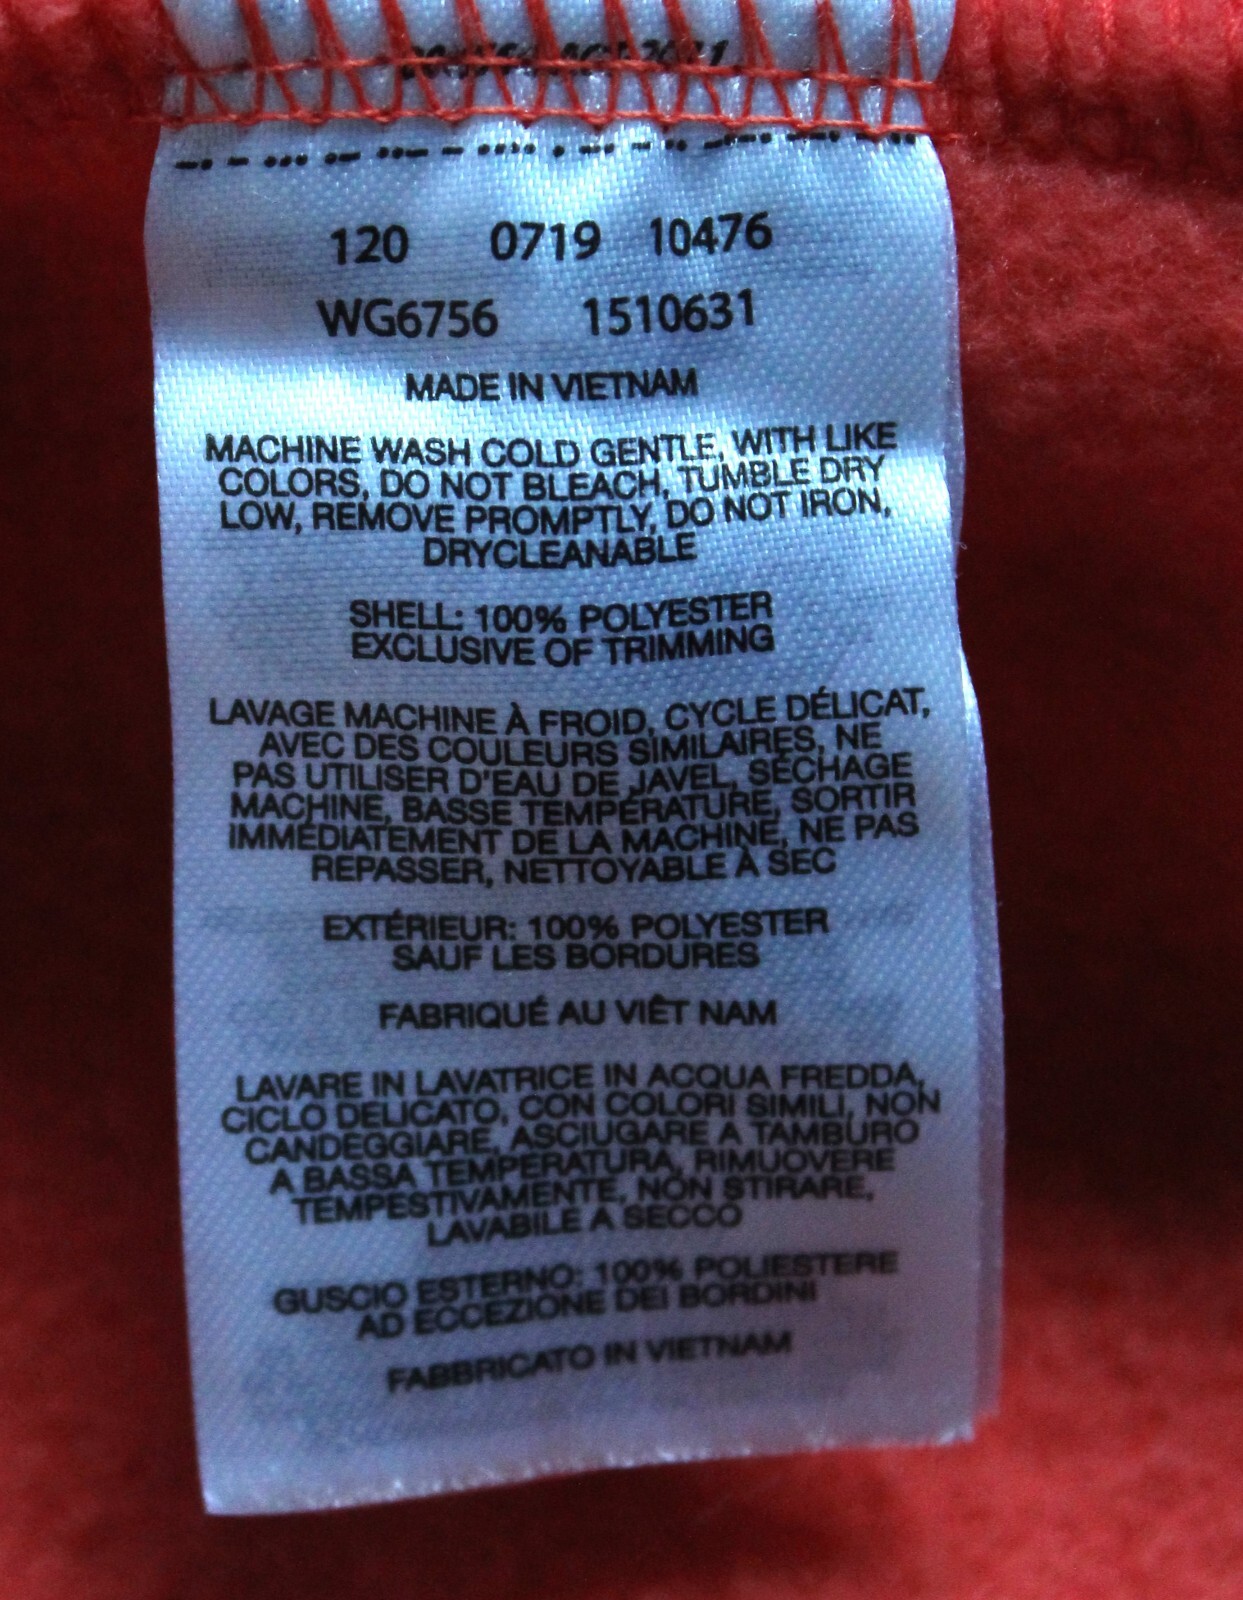 120 0719 10476
WG6756 1510631
MADE IN VIETNAM
MACHINE WASH COLD GENTLE, WITH LIKE
COLORS, DO NOT BLEACH, TUMBLE DRY
LOW, REMOVE PROMPTLY, DO NOT IRON,
DRYCLEANABLE
SHELL: 100% POLYESTER
EXCLUSIVE OF TRIMMING
LAVAGE MACHINE À FROID, CYCLE DÉLICAT,
AVEC DES COULEURS SIMILAIRES, NE
PAS UTILISER D'EAU DE JAVEL, SÉCHAGE
MACHINE, BASSE TEMPÉRATURE, SORTIR
IMMÉDIATEMENT DE LA MACHINE, NE PAS
REPASSER, NETTOYABLE À SEC
EXTÉRIEUR: 100% POLYESTER
SAUF LES BORDURES
FABRIQUÉ AU VIÊT NAM
LAVARE IN LAVATRICE IN ACQUA FREDDA,
CICLO DELICATO, CON COLORI SIMILI, NON
CANDEGGIARE, ASCIUGARE A TAMBURO
A BASSA TEMPERATURA, RIMUOVERE
TEMPESTIVAMENTE, NON STIRARE,
LAVABILE A SECCO
GUSCIO ESTERNO: 100% POLIESTERE
AD ECCEZIONE DEI BORDINI
FABBRICATO IN VIETNAM